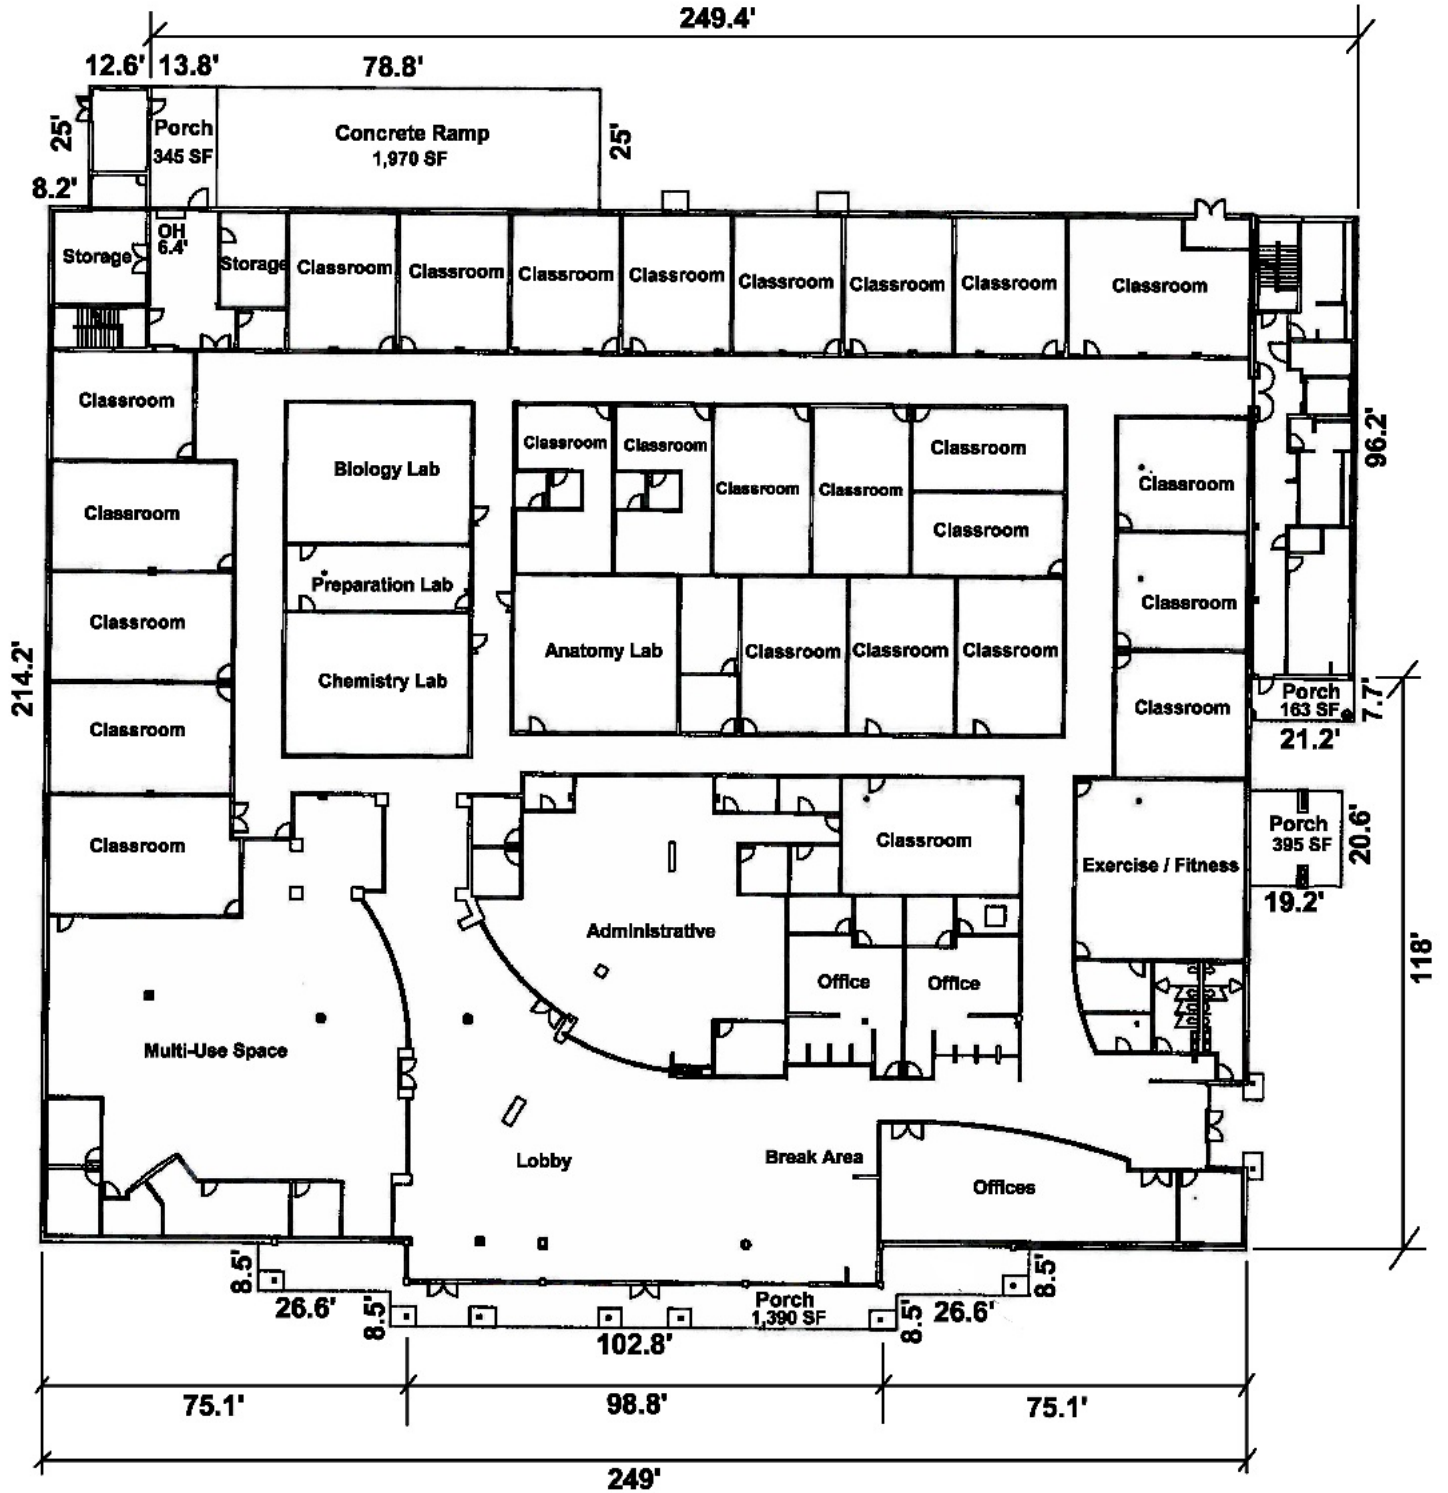 249.4'
12.6'
13.8'
78.8'
25'
Porch
345 SF
Concrete Ramp
1,970 SF
25'
8.2'
Storage
OH
6.4'
Storage
Classroom
Classroom
Classroom
Classroom
Classroom
Classroom
Classroom
Classroom
Classroom
Biology Lab
Classroom
Classroom
Classroom
Classroom
Classroom
Classroom
96.2'
Classroom
Classroom
Classroom
Preparation Lab
Classroom
Classroom
214.2'
Anatomy Lab
Classroom
Classroom
Classroom
Chemistry Lab
Classroom
Porch
163 SF
7.7'
21.2'
Classroom
Classroom
Classroom
Exercise / Fitness
Porch
395 SF
20.6'
19.2'
Administrative
Office
Office
118'
Multi-Use Space
Lobby
Break Area
Offices
8.5'
26.6'
8.5'
Porch
1,390 SF
8.5'
26.6'
8.5'
102.8'
75.1'
98.8'
75.1'
249'